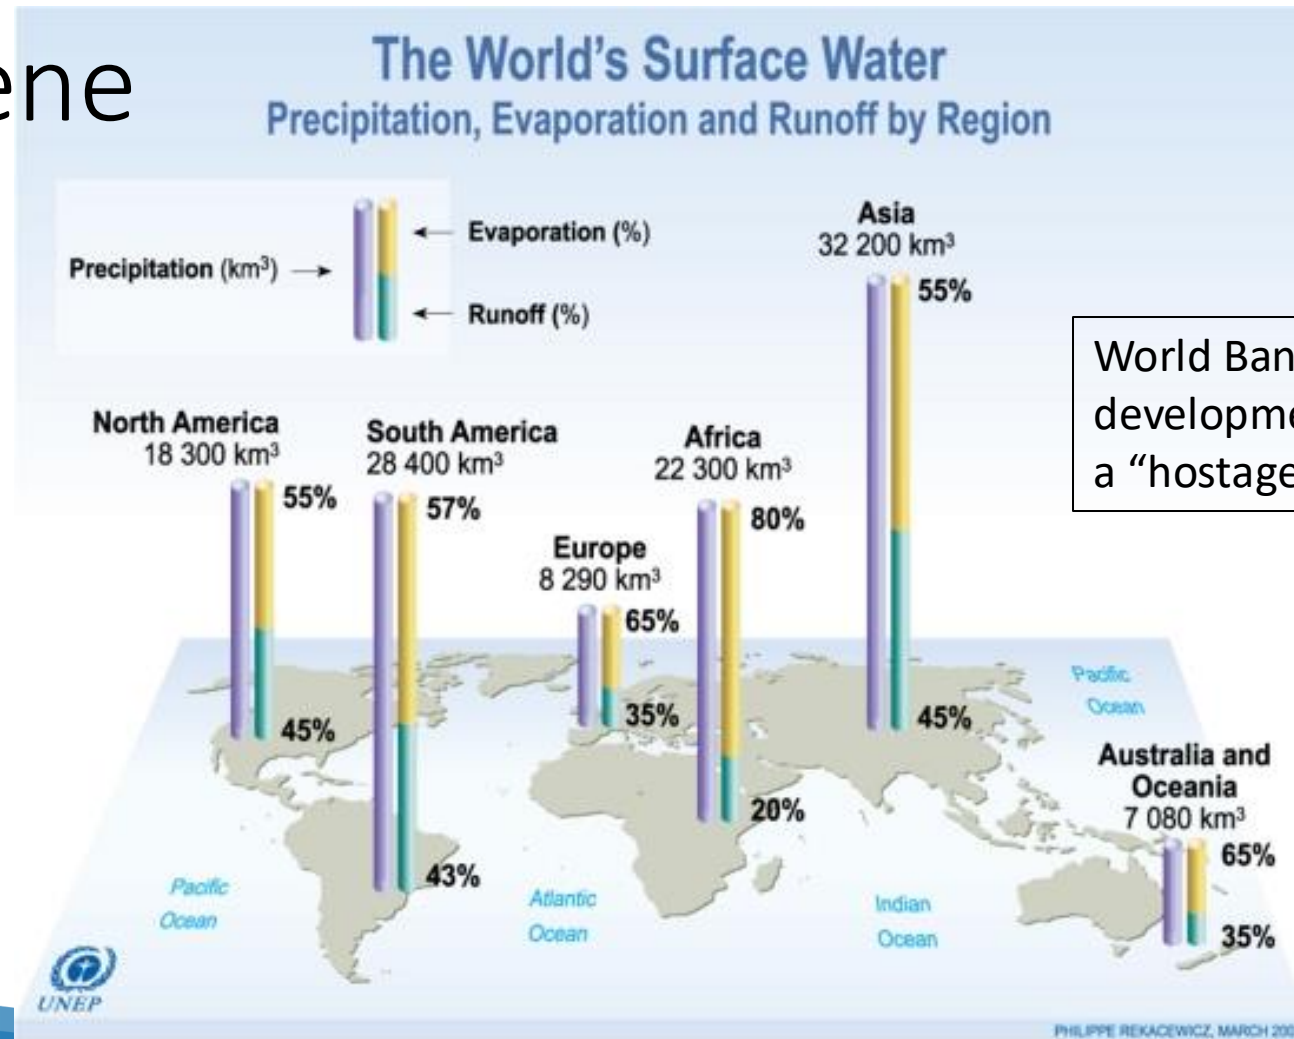 ene
The World's Surface Water
Precipitation, Evaporation and Runoff by Region
Precipitation (km³)
Evaporation (%)
Runoff (%)
Asia
32 200 km³
55%
45%
World Ban
developme
a “hostage
North America
18 300 km³
55%
45%
South America
28 400 km³
57%
43%
Europe
8 290 km³
65%
35%
Africa
22 300 km³
80%
20%
Pacific
Ocean
Australia and
Oceania
7 080 km³
65%
35%
Pacific
Ocean
Atlantic
Ocean
Indian
Ocean
UNEP
PHILIPPE REKACEWICZ, MARCH 200